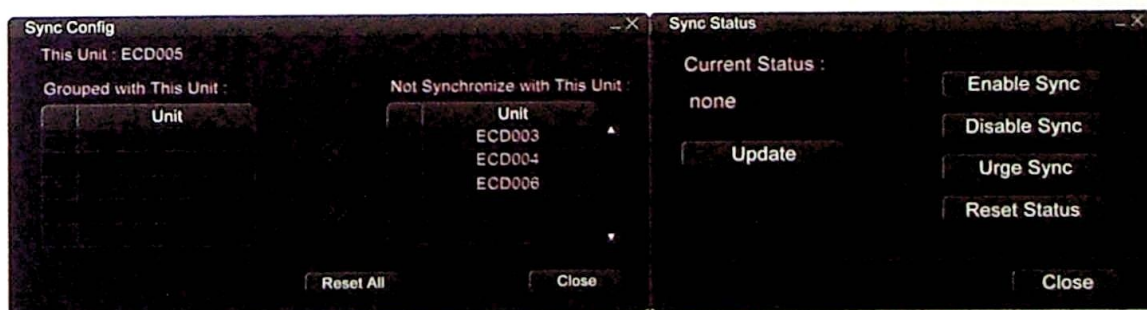 Sync Config
This Unit : ECD005
Grouped with This Unit :
Unit
Not Synchronize with This Unit :
Unit
ECD003
ECD004
ECD006
Reset All
Close
Sync Status
Current Status :
none
Update
Enable Sync
Disable Sync
Urge Sync
Reset Status
Close